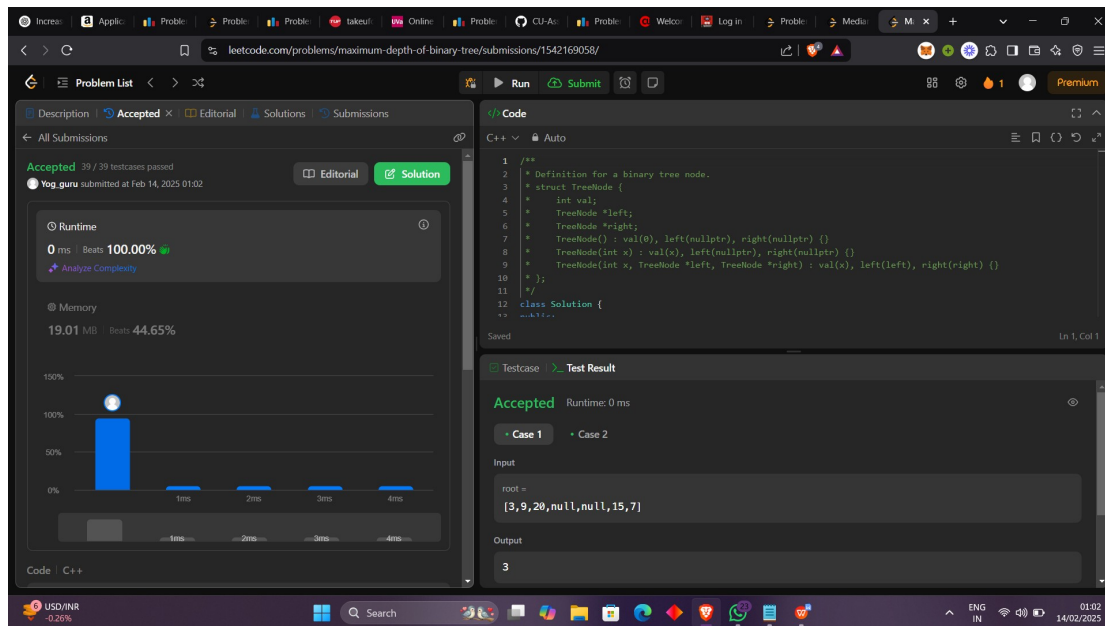 Increas
Applic
Proble
Proble
Proble
takeuf
Online
Proble
CU-As
Proble
Welco
Log in
Proble
Media
leetcode.com/problems/maximum-depth-of-binary-tree/submissions/1542169058/
Problem List
Run
Submit
1
Premium
Description
Accepted
Editorial
Solutions
Submissions
← All Submissions
Accepted 39 / 39 testcases passed
Yog_guru submitted at Feb 14, 2025 01:02
Editorial
Solution
Runtime
0 ms Beats 100.00%
Analyze Complexity
Memory
19.01 MB Beats 44.65%
150%
100%
50%
0%
1ms 2ms 3ms 4ms
1ms 2ms 3ms 4ms
Code C++
</> Code
C++ Auto
1 /**
2 * Definition for a binary tree node.
3 * struct TreeNode {
4 * int val;
5 * TreeNode *left;
6 * TreeNode *right;
7 * TreeNode() : val(0), left(nullptr), right(nullptr) {}
8 * TreeNode(int x) : val(x), left(nullptr), right(nullptr) {}
9 * TreeNode(int x, TreeNode *left, TreeNode *right) : val(x), left(left), right(right) {}
10 * };
11 */
12 class Solution {
13 public:
Saved
Ln 1, Col 1
Testcase
Test Result
Accepted Runtime: 0 ms
Case 1
Case 2
Input
root =
[3,9,20,null,null,15,7]
Output
3
6
USD/INR
-0.26%
Search
ENG
IN
01:02
14/02/2025